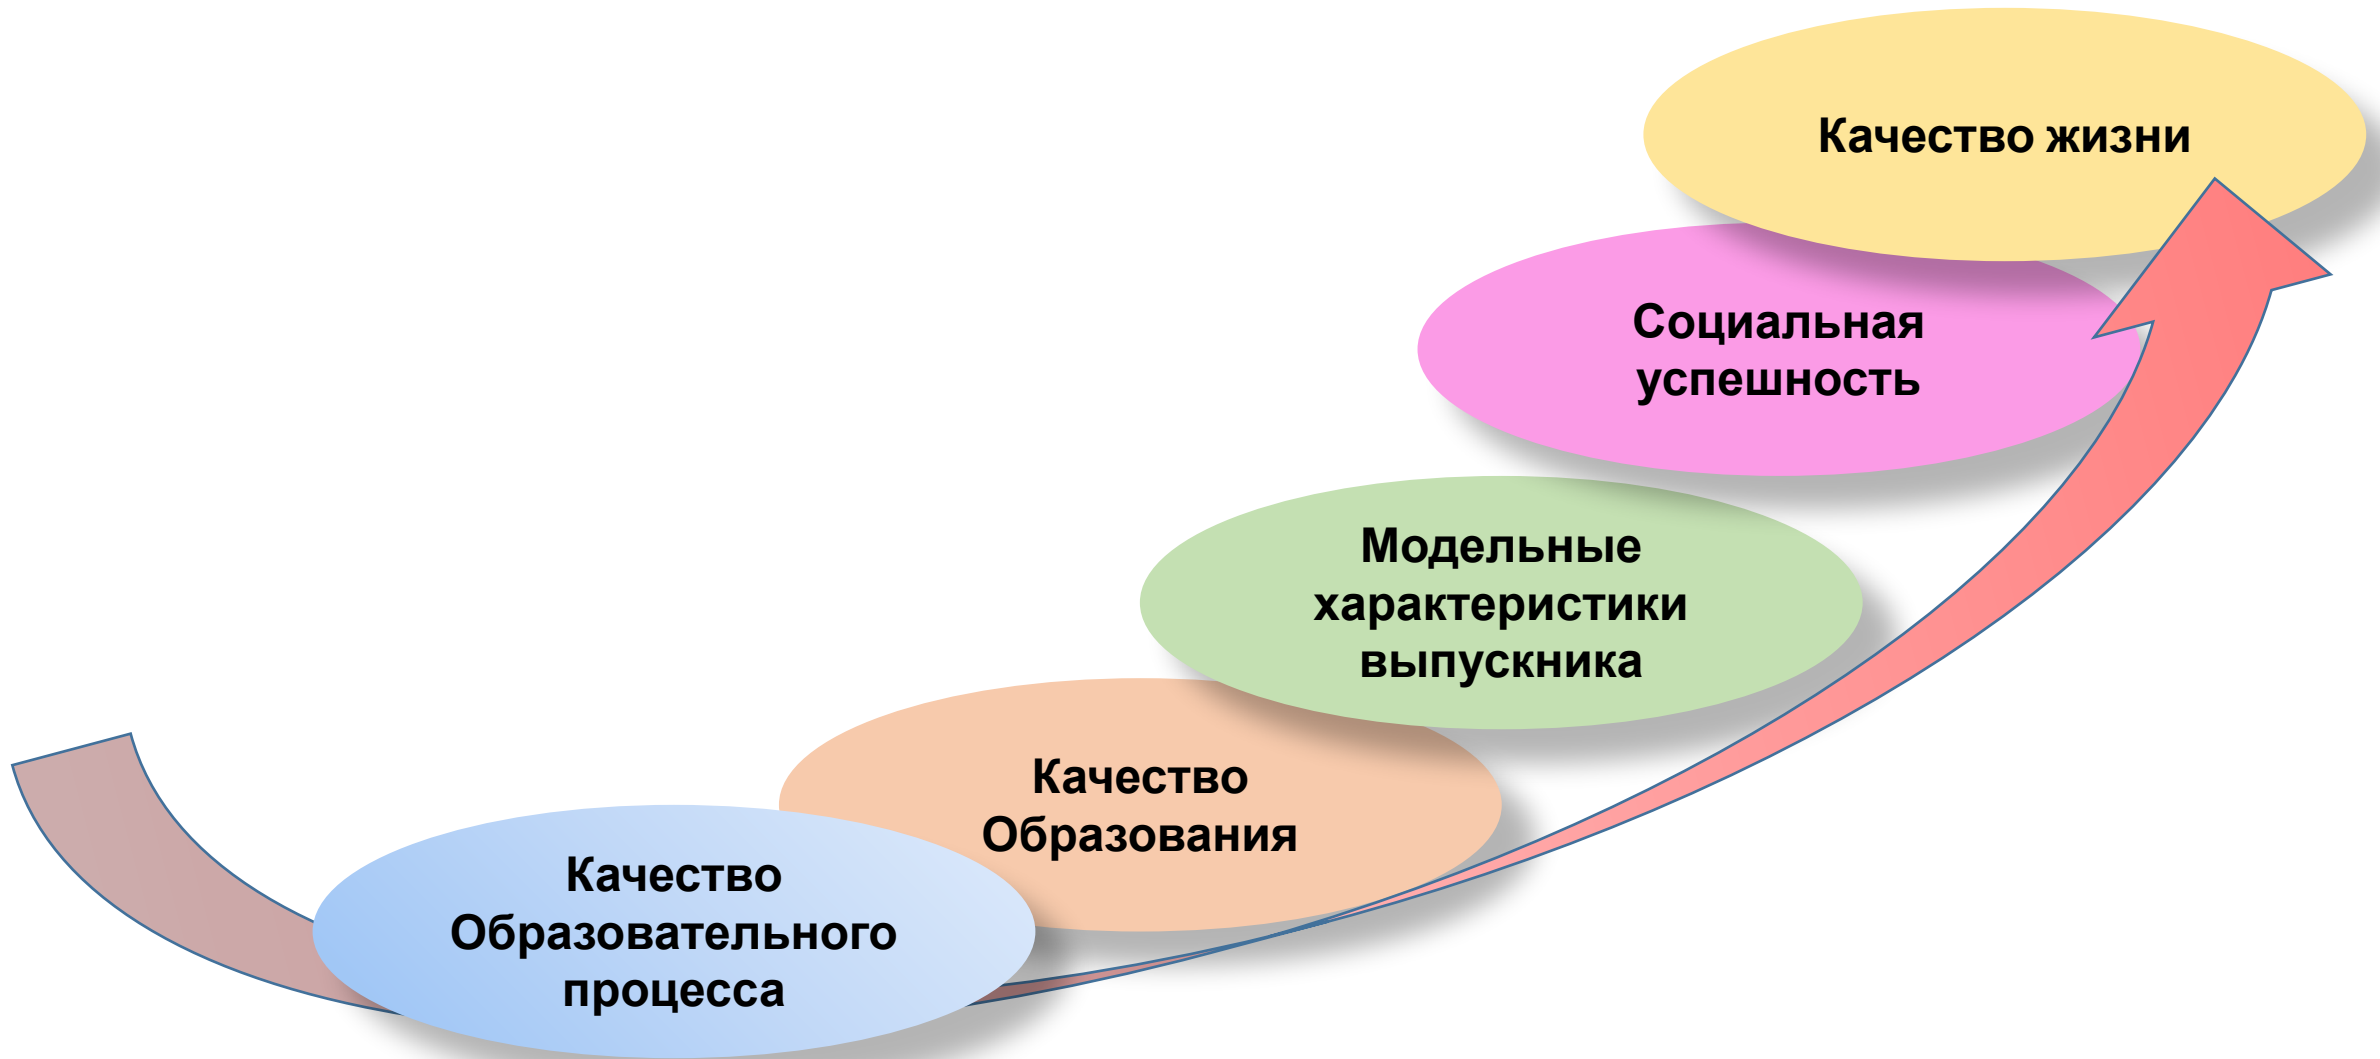 Качество жизни
Социальная
успешность
Модельные
характеристики
выпускника
Качество
Образования
Качество
Образовательного
процесса